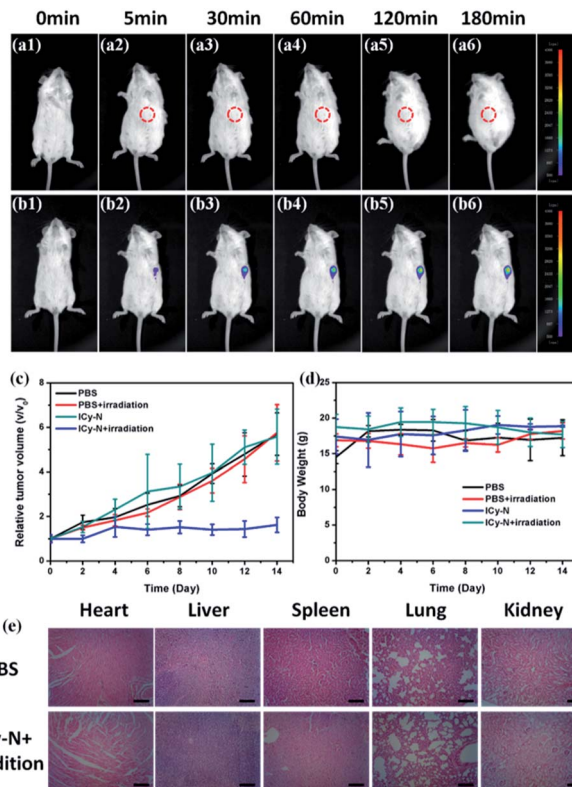 0min 5min 30min 60min 120min 180min
(a1) (a2) (a3) (a4) (a5) (a6)
(b1) (b2) (b3) (b4) (b5) (b6)
(c)
Relative tumor volume (v/v0)
8
6
4
2
0
PBS
PBS+irradiation
ICy-N
ICy-N+irradiation
0 2 4 6 8 10 12 14
Time (Day)
(d)
Body Weight (g)
25
20
15
10
5
0
PBS
PBS+irradiation
ICy-N
ICy-N+irradiation
0 2 4 6 8 10 12 14
Time (Day)
(e)
Heart Liver Spleen Lung Kidney
BS
y-N+
dition